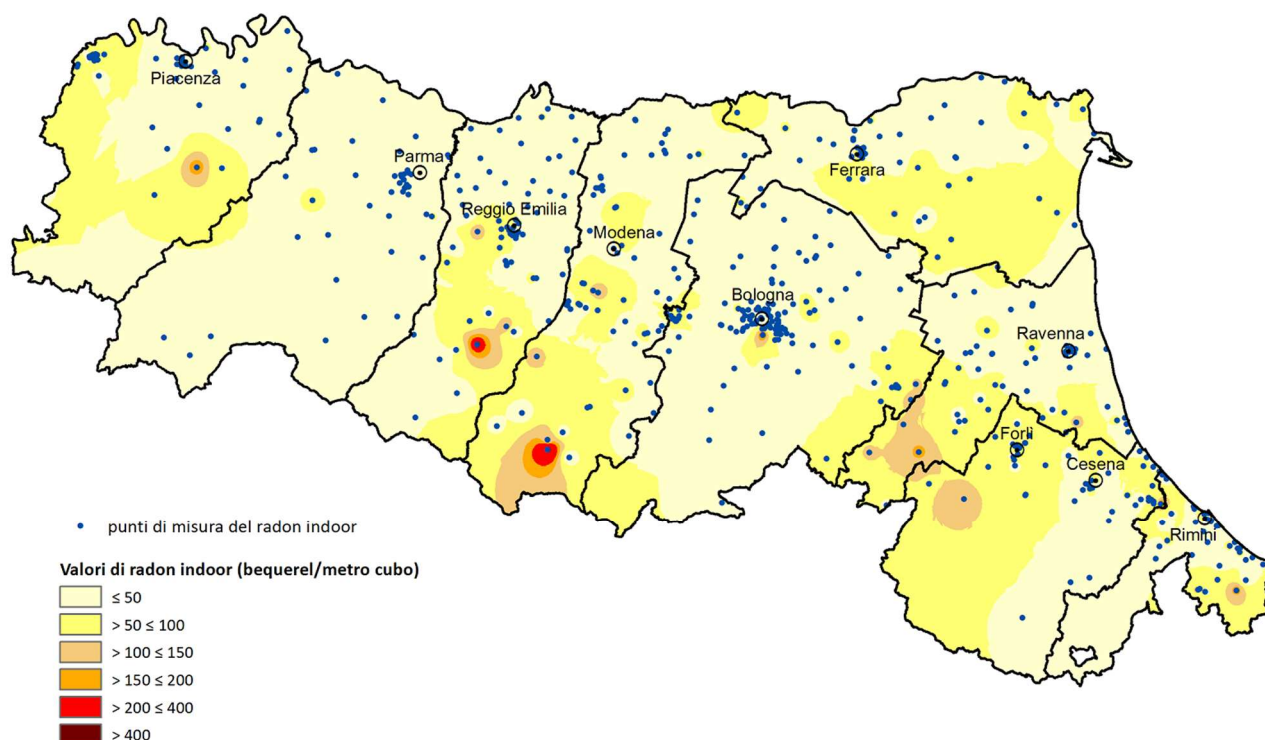 Piacenza
Parma
Ferrara
Reggio Emilia
Modena
Bologna
Ravenna
Forlì
Cesena
Rimini
punti di misura del radon indoor
Valori di radon indoor (bequerel/metro cubo)
≤ 50
> 50 ≤ 100
> 100 ≤ 150
> 150 ≤ 200
> 200 ≤ 400
> 400